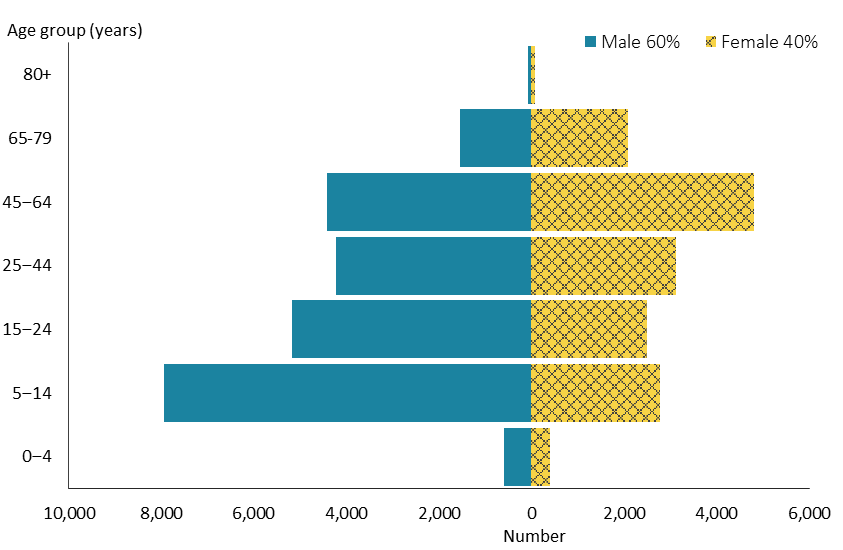 Age group (years)
Male 60% Female 40%
80+
65-79
45–64
25–44
15–24
5–14
0–4
10,000 8,000 6,000 4,000 2,000 0 2,000 4,000 6,000
Number